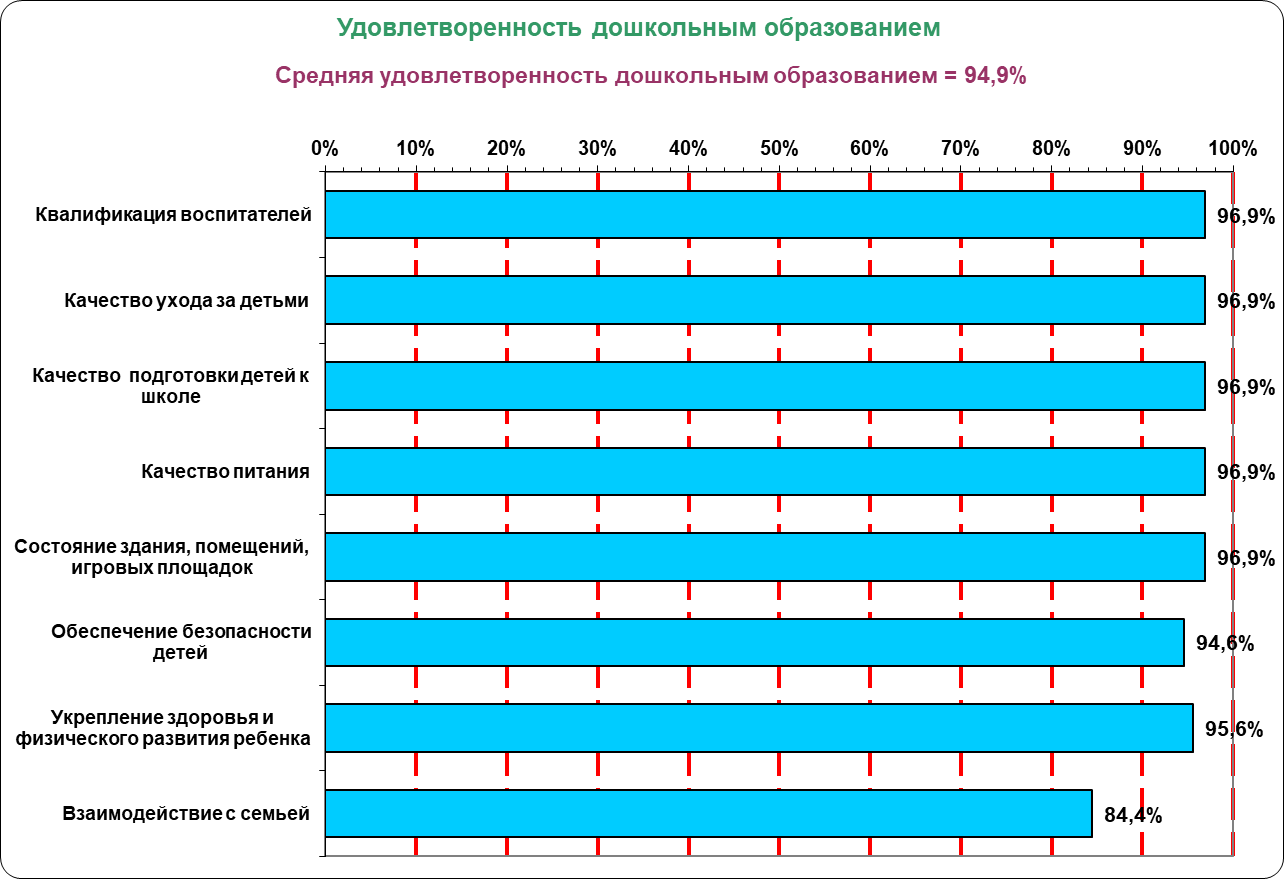 Удовлетворенность дошкольным образованием
Средняя удовлетворенность дошкольным образованием = 94,9%
0% 10% 20% 30% 40% 50% 60% 70% 80% 90% 100%
Квалификация воспитателей 96,9%
Качество ухода за детьми 96,9%
Качество подготовки детей к
школе 96,9%
Качество питания 96,9%
Состояние здания, помещений,
игровых площадок 96,9%
Обеспечение безопасности
детей 94,6%
Укрепление здоровья и
физического развития ребенка 95,6%
Взаимодействие с семьей 84,4%